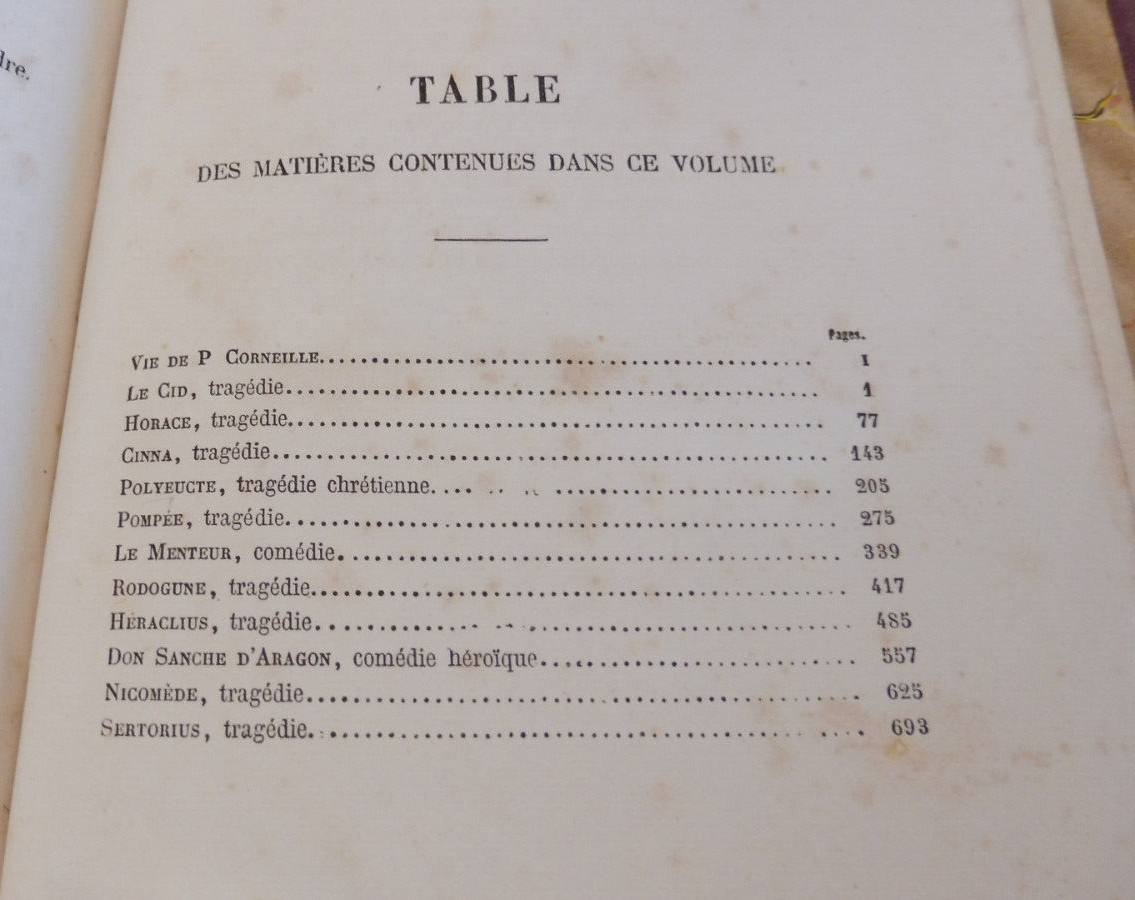 dre.
TABLE
DES MATIÈRES CONTENUES DANS CE VOLUME
Pages.
VIE DE P CORNEILLE................................................ I
LE CID, tragédie................................................ 1
HORACE, tragédie................................................ 77
CINNA, tragédie................................................ 143
POLYEUCTE, tragédie chrétienne................................ 205
POMPÉE, tragédie................................................ 275
LE MENTEUR, comédie............................................ 339
RODOGUNE, tragédie.............................................. 417
HÉRACLIUS, tragédie............................................. 485
DON SANCHE D'ARAGON, comédie héroïque........................... 557
NICOMÈDE, tragédie.............................................. 625
SERTORIUS, tragédie............................................. 693